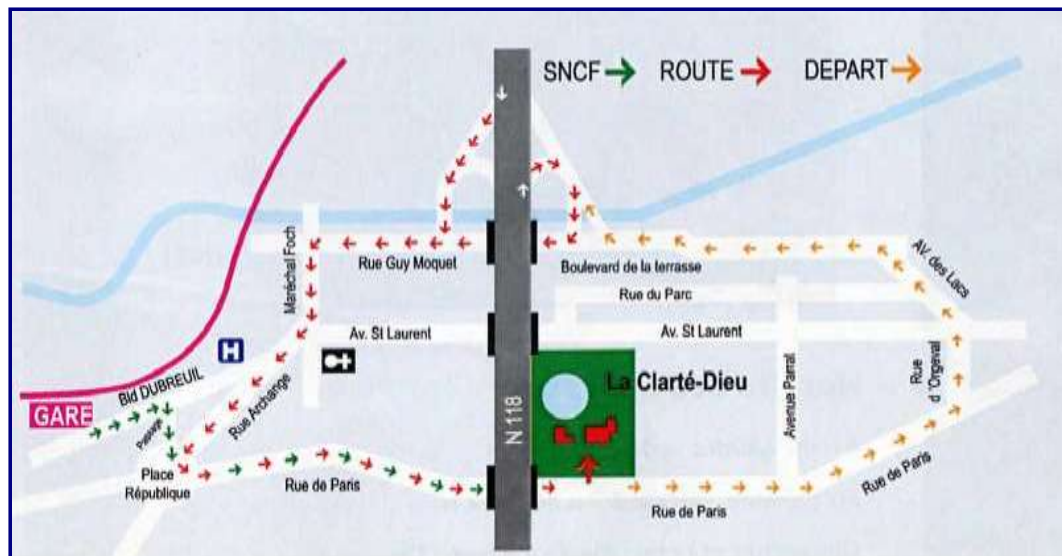 SNCF ROUTE DEPART
Maréchal Foch
Rue Guy Moquet
Boulevard de la terrasse
AV. des Lacs
Rue du Parc
Av. St Laurent
Av. St Laurent
H
Bld DUBREUIL
GARE
Passage
Rue Archange
La Clarté-Dieu
Avenue Parrat
Rue
d 'Orgeval
N 118
Place
République
Rue de Paris
Rue de Paris
Rue de Paris